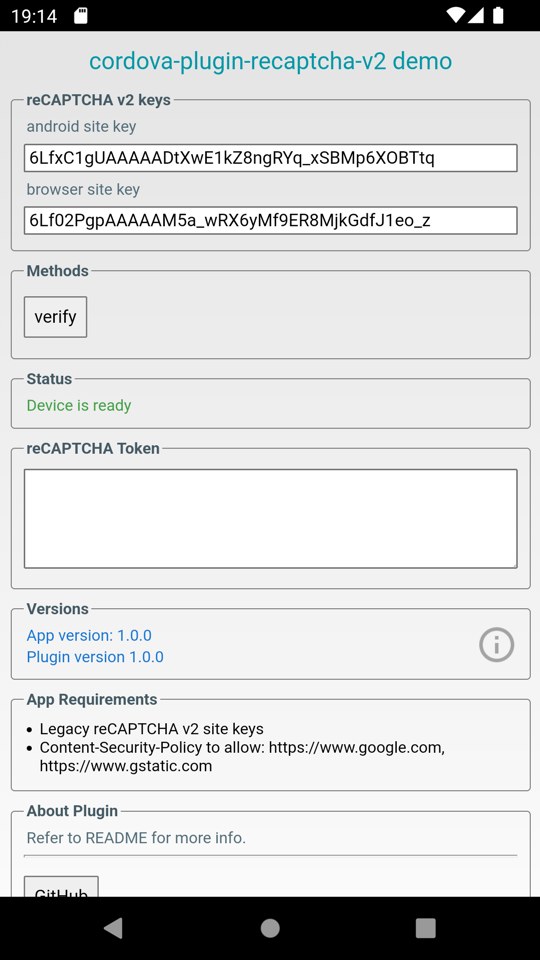 19:14
cordova-plugin-recaptcha-v2 demo
reCAPTCHA v2 keys
android site key
6LfxC1gUAAAAADtXwE1kZ8ngRYq_xSBMp6XOBTtq
browser site key
6Lf02PgpAAAAAM5a_wRX6yMf9ER8MjkGdfJ1eo_z
Methods
verify
Status
Device is ready
reCAPTCHA Token
Versions
App version: 1.0.0
Plugin version 1.0.0
App Requirements
• Legacy reCAPTCHA v2 site keys
• Content-Security-Policy to allow: https://www.google.com,
https://www.gstatic.com
About Plugin
Refer to README for more info.
GitHub